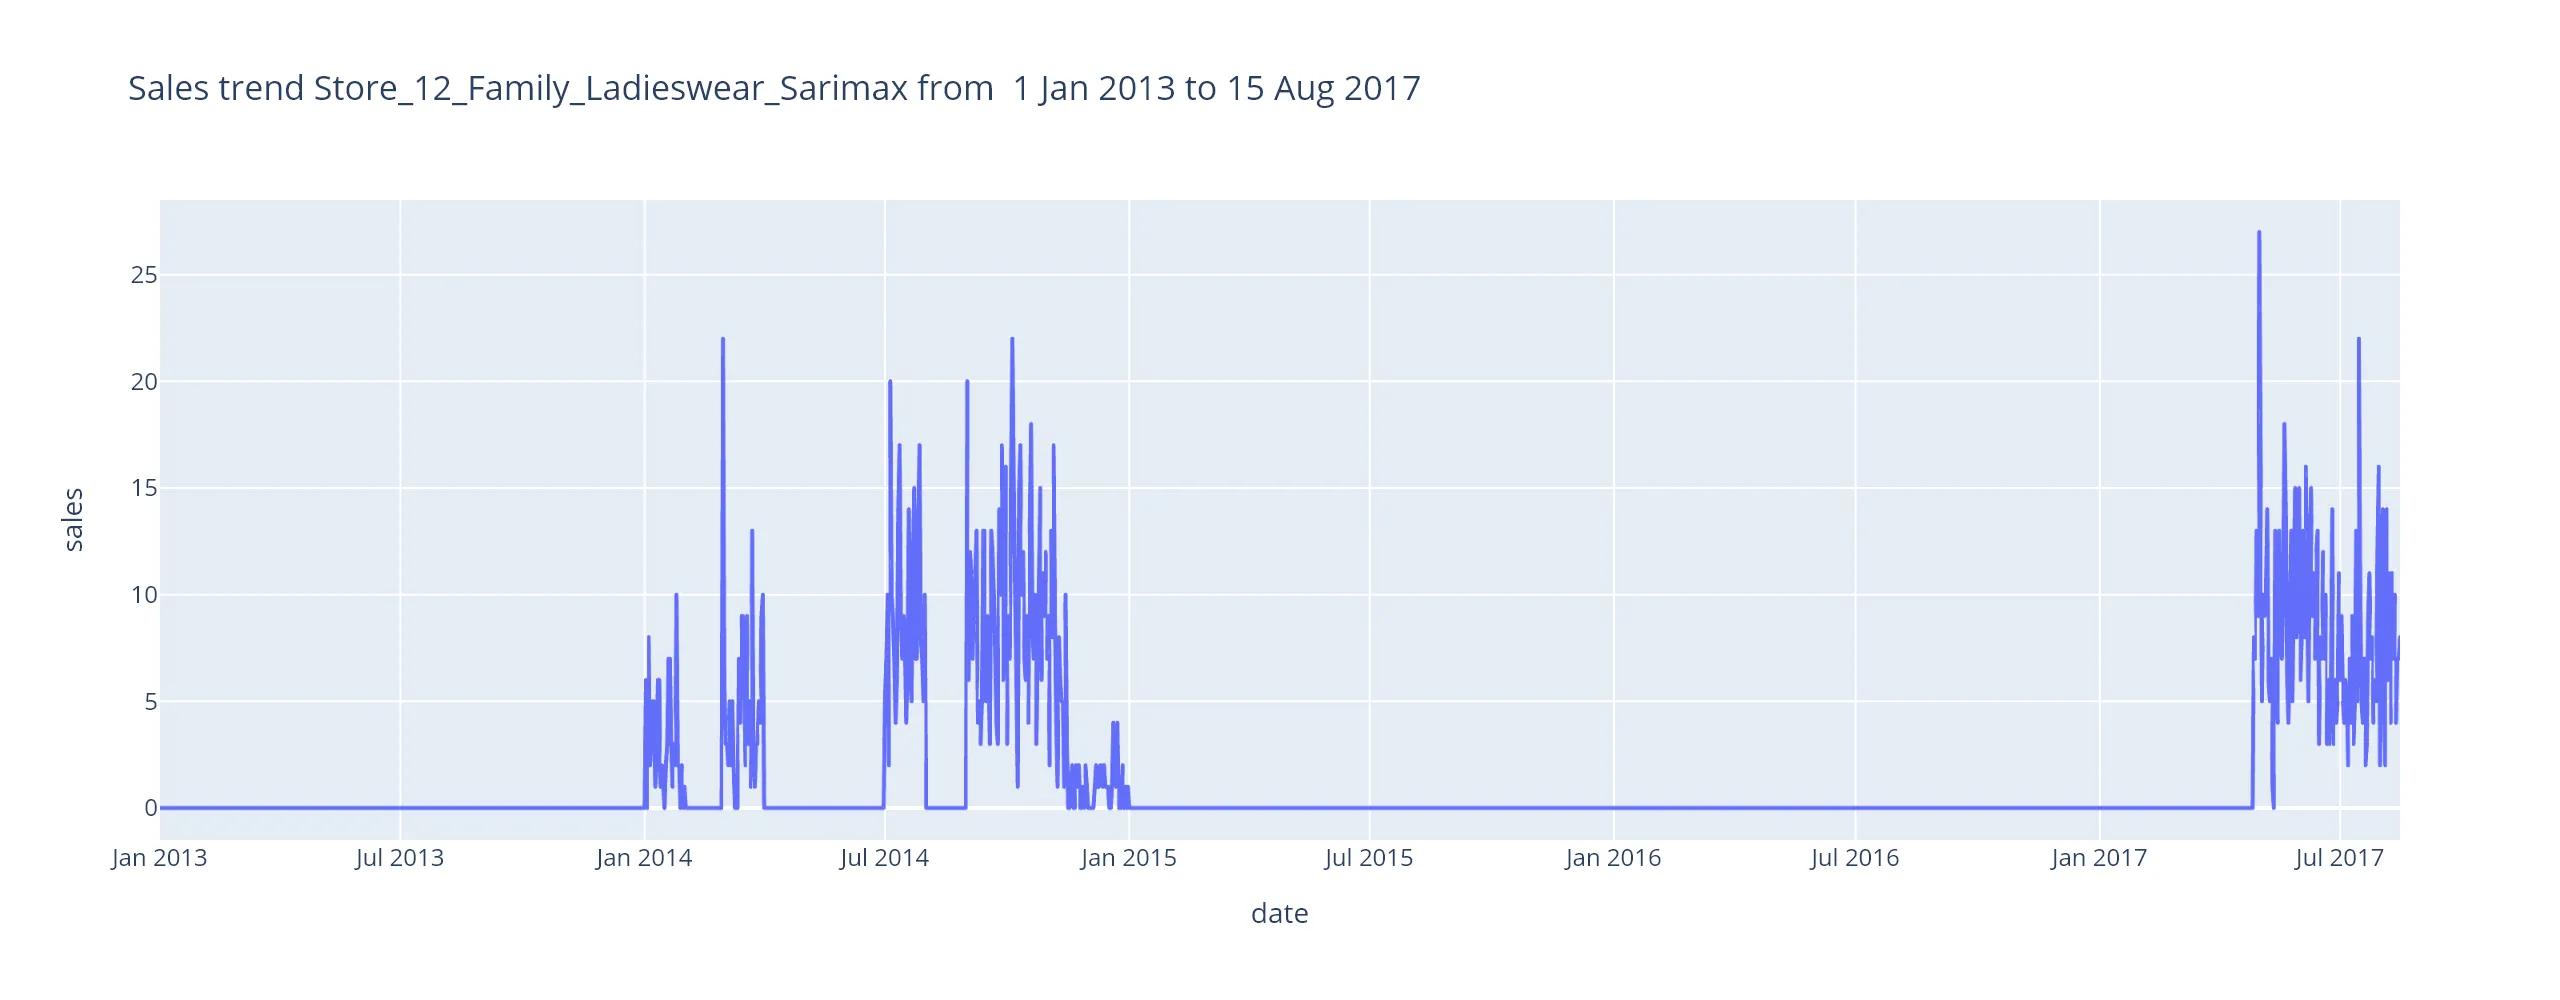 Sales trend Store_12_Family_Ladieswear_Sarimax from  1 Jan 2013 to 15 Aug 2017
25
20
15
10
5
0
sales
Jan 2013 Jul 2013 Jan 2014 Jul 2014 Jan 2015 Jul 2015 Jan 2016 Jul 2016 Jan 2017 Jul 2017
date